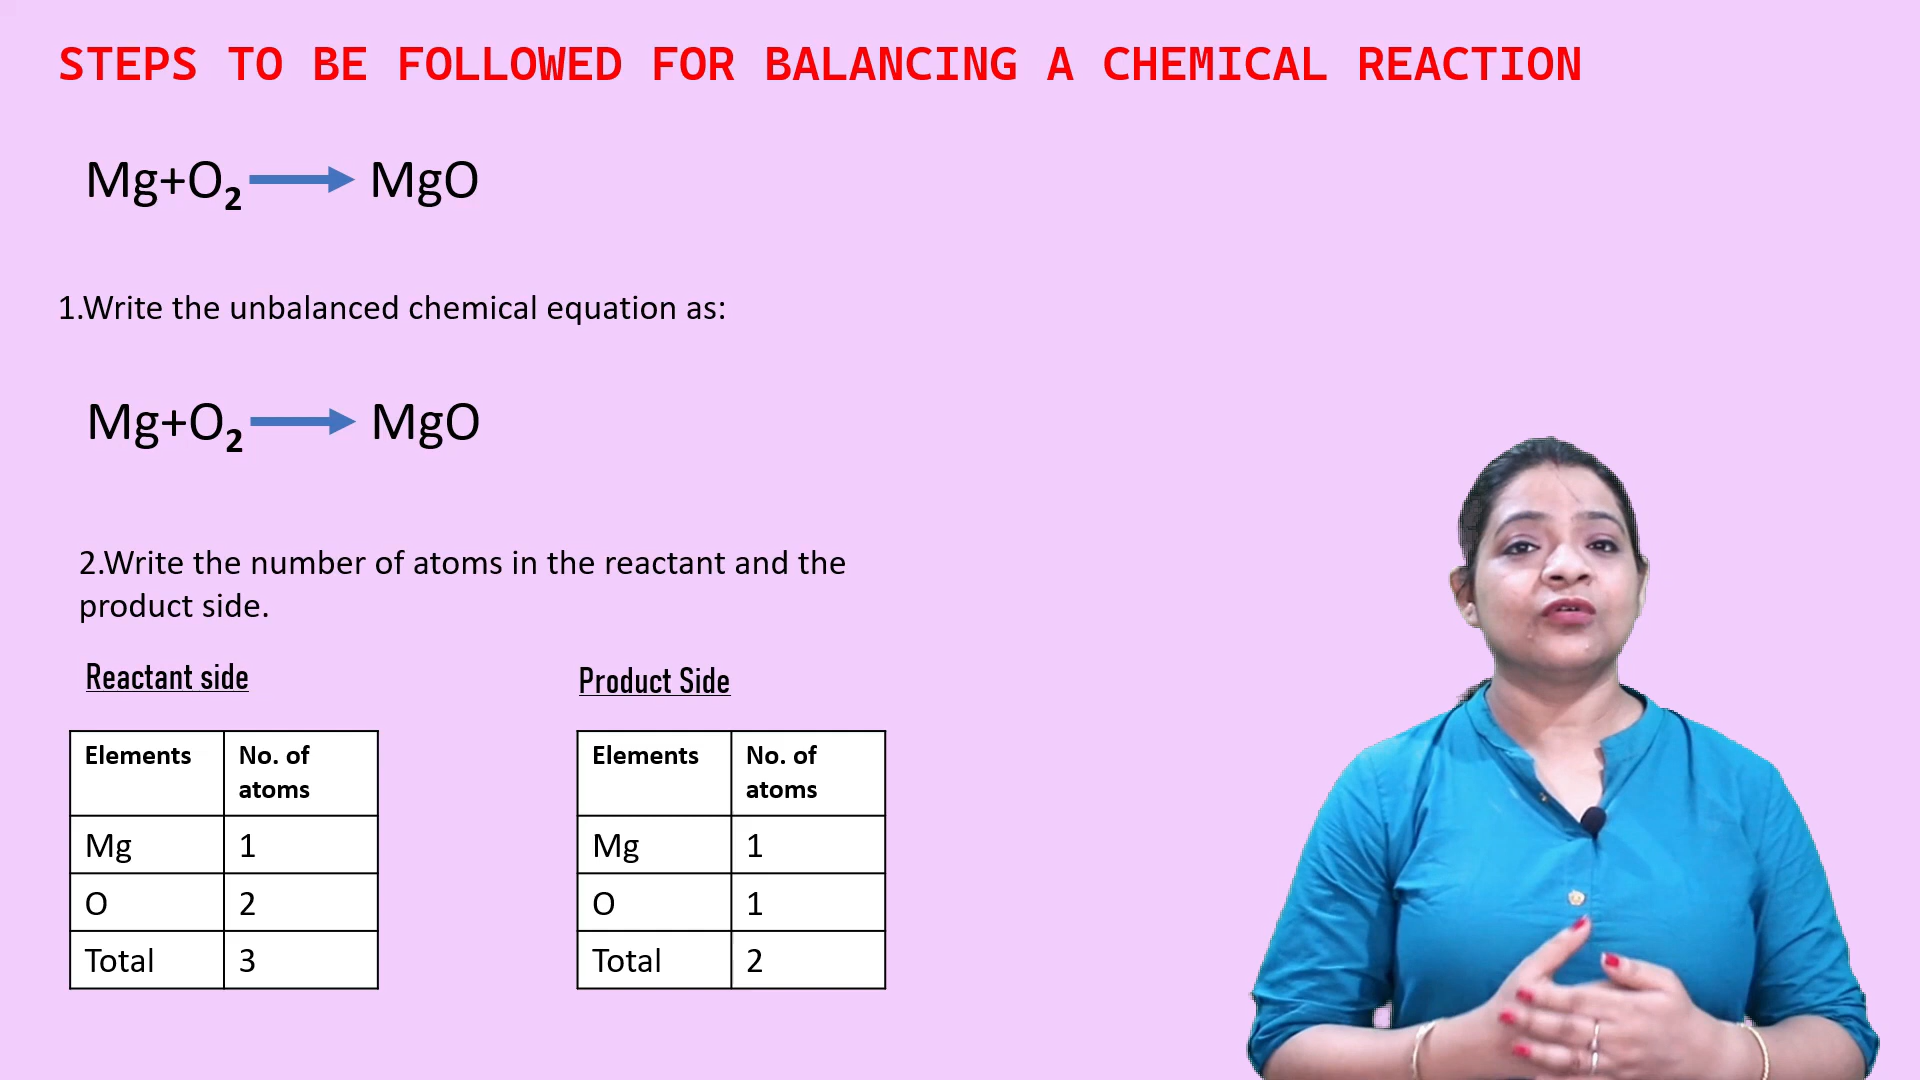 STEPS TO BE FOLLOWED FOR BALANCING A CHEMICAL REACTION
Mg+O₂ → MgO
1.Write the unbalanced chemical equation as:
Mg+O₂ → MgO
2.Write the number of atoms in the reactant and the
product side.
Reactant side
Elements No. of atoms
Mg 1
O 2
Total 3
Product Side
Elements No. of atoms
Mg 1
O 1
Total 2